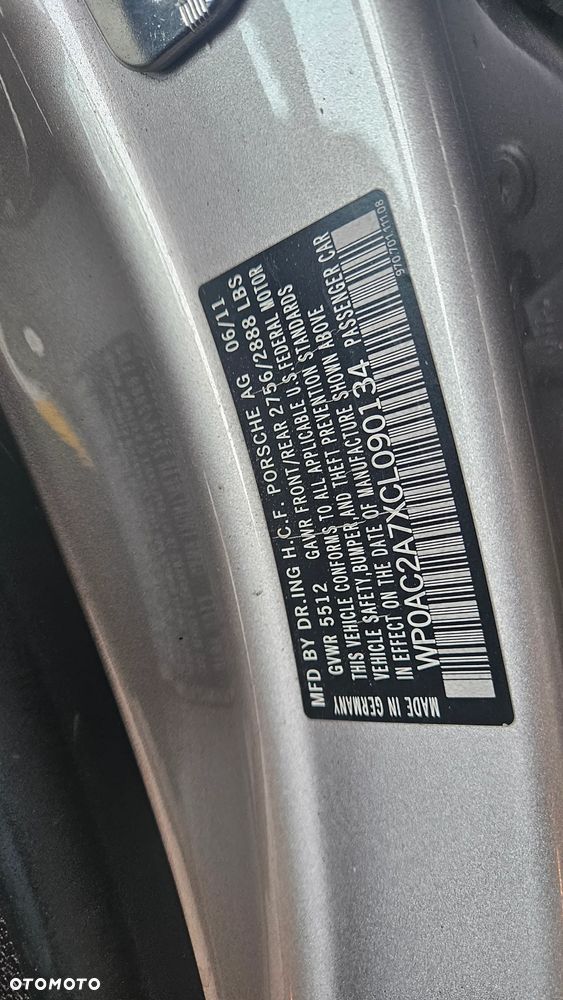 MFD BY DR.ING H.C.F. PORSCHE AG 06/11
GVWR 5512 GAWR FRONT/REAR 2756/2888 LBS
THIS VEHICLE CONFORMS TO ALL APPLICABLE U.S. FEDERAL MOTOR
VEHICLE SAFETY, BUMPER, AND THEFT PREVENTION STANDARDS
IN EFFECT ON THE DATE OF MANUFACTURE SHOWN ABOVE
WP0AC2A7XCL090134 PASSENGER CAR
MADE IN GERMANY
970.701.111.08
OTOMOTO